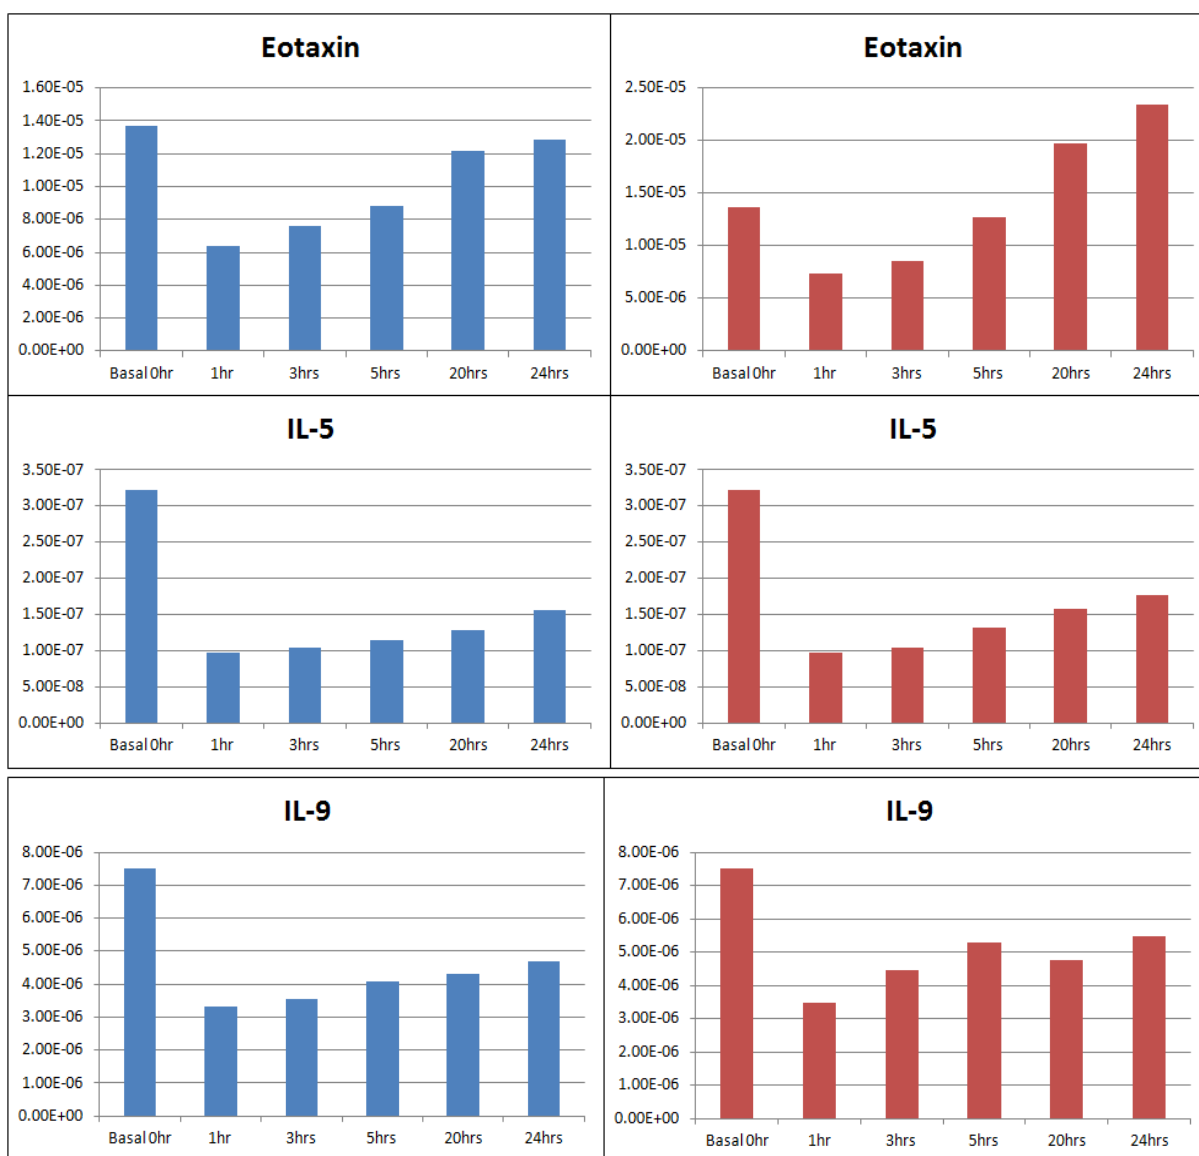 Eotaxin
1.60E-05
1.40E-05
1.20E-05
1.00E-05
8.00E-06
6.00E-06
4.00E-06
2.00E-06
0.00E+00
Basal 0hr 1hr 3hrs 5hrs 20hrs 24hrs
Eotaxin
2.50E-05
2.00E-05
1.50E-05
1.00E-05
5.00E-06
0.00E+00
Basal 0hr 1hr 3hrs 5hrs 20hrs 24hrs
IL-5
3.50E-07
3.00E-07
2.50E-07
2.00E-07
1.50E-07
1.00E-07
5.00E-08
0.00E+00
Basal 0hr 1hr 3hrs 5hrs 20hrs 24hrs
IL-5
3.50E-07
3.00E-07
2.50E-07
2.00E-07
1.50E-07
1.00E-07
5.00E-08
0.00E+00
Basal 0hr 1hr 3hrs 5hrs 20hrs 24hrs
IL-9
8.00E-06
7.00E-06
6.00E-06
5.00E-06
4.00E-06
3.00E-06
2.00E-06
1.00E-06
0.00E+00
Basal 0hr 1hr 3hrs 5hrs 20hrs 24hrs
IL-9
8.00E-06
7.00E-06
6.00E-06
5.00E-06
4.00E-06
3.00E-06
2.00E-06
1.00E-06
0.00E+00
Basal 0hr 1hr 3hrs 5hrs 20hrs 24hrs